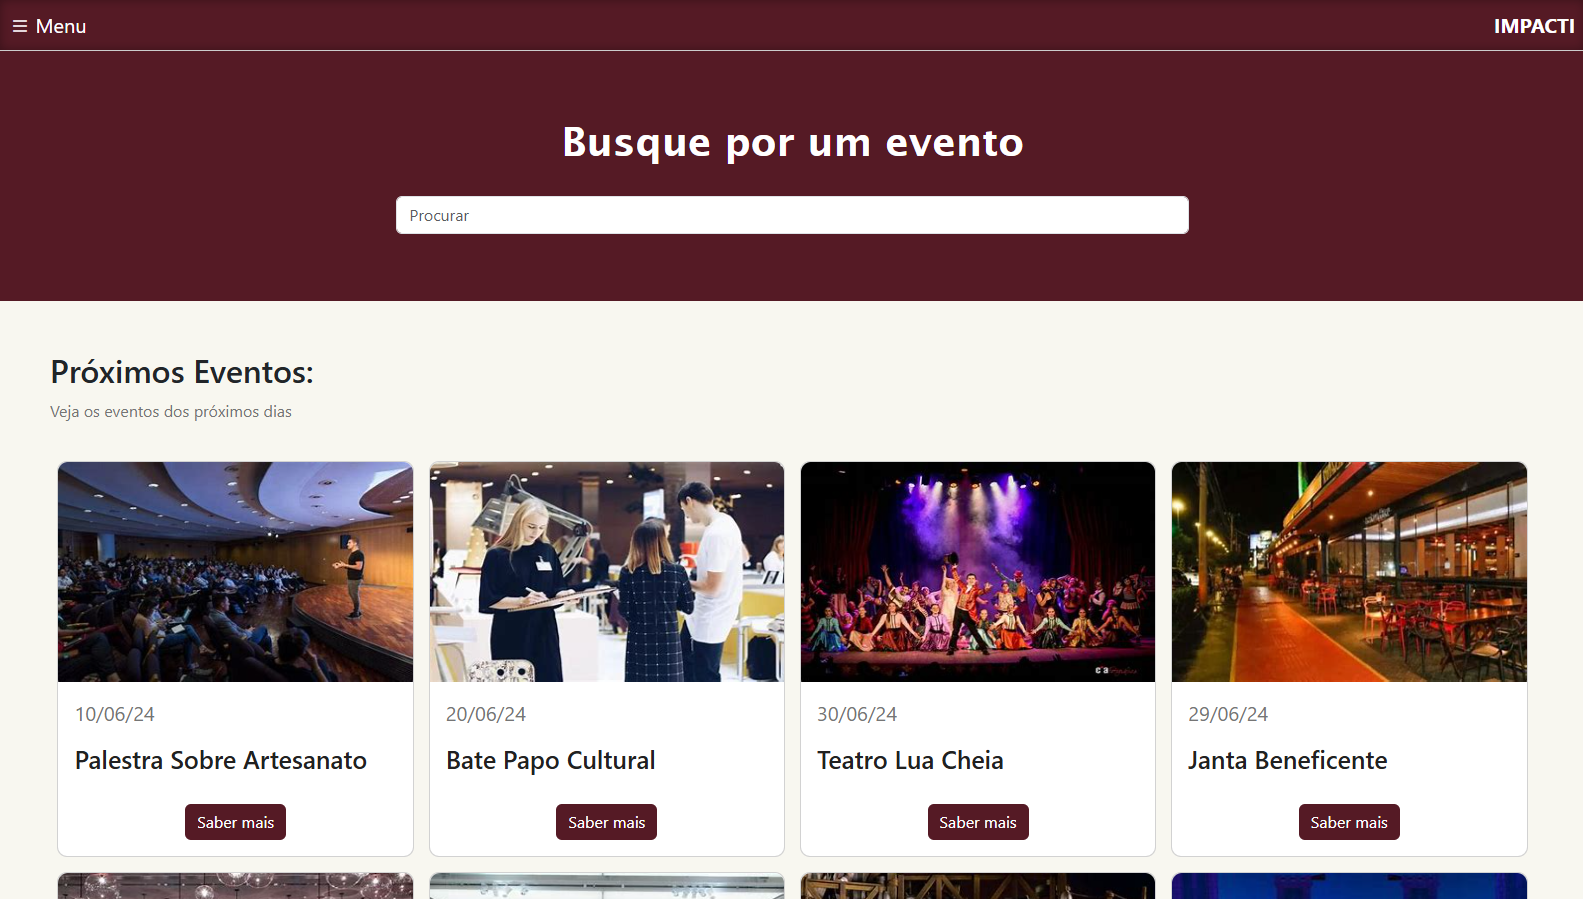 ☰ Menu
IMPACTI
Busque por um evento
Procurar
Próximos Eventos:
Veja os eventos dos próximos dias
10/06/24
Palestra Sobre Artesanato
Saber mais
20/06/24
Bate Papo Cultural
Saber mais
30/06/24
Teatro Lua Cheia
Saber mais
29/06/24
Janta Beneficente
Saber mais